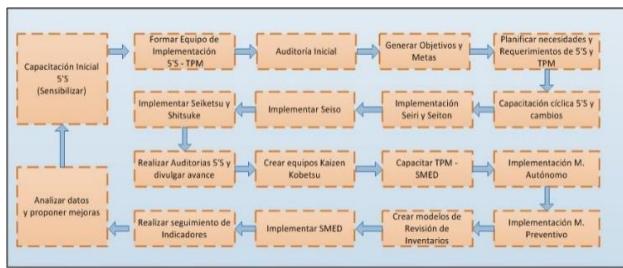 Capacitación Inicial
5'S
(Sensibilizar)
Formar Equipo de
Implementación
5'S - TPM
Auditoría Inicial
Generar Objetivos y
Metas
Planificar necesidades y
Requerimientos de 5'S y
TPM
Capacitación cíclica 5'S y
cambios
Implementación
Seiri y Seiton
Implementar Seiso
Implementar Seiketsu y
Shitsuke
Realizar Auditorias 5'S y
divulgar avance
Crear equipos Kaizen
Kobetsu
Capacitar TPM -
SMED
Implementación M.
Autónomo
Implementación M.
Preventivo
Crear modelos de
Revisión de
Inventarios
Implementar SMED
Realizar seguimiento de
Indicadores
Analizar datos
y proponer mejoras